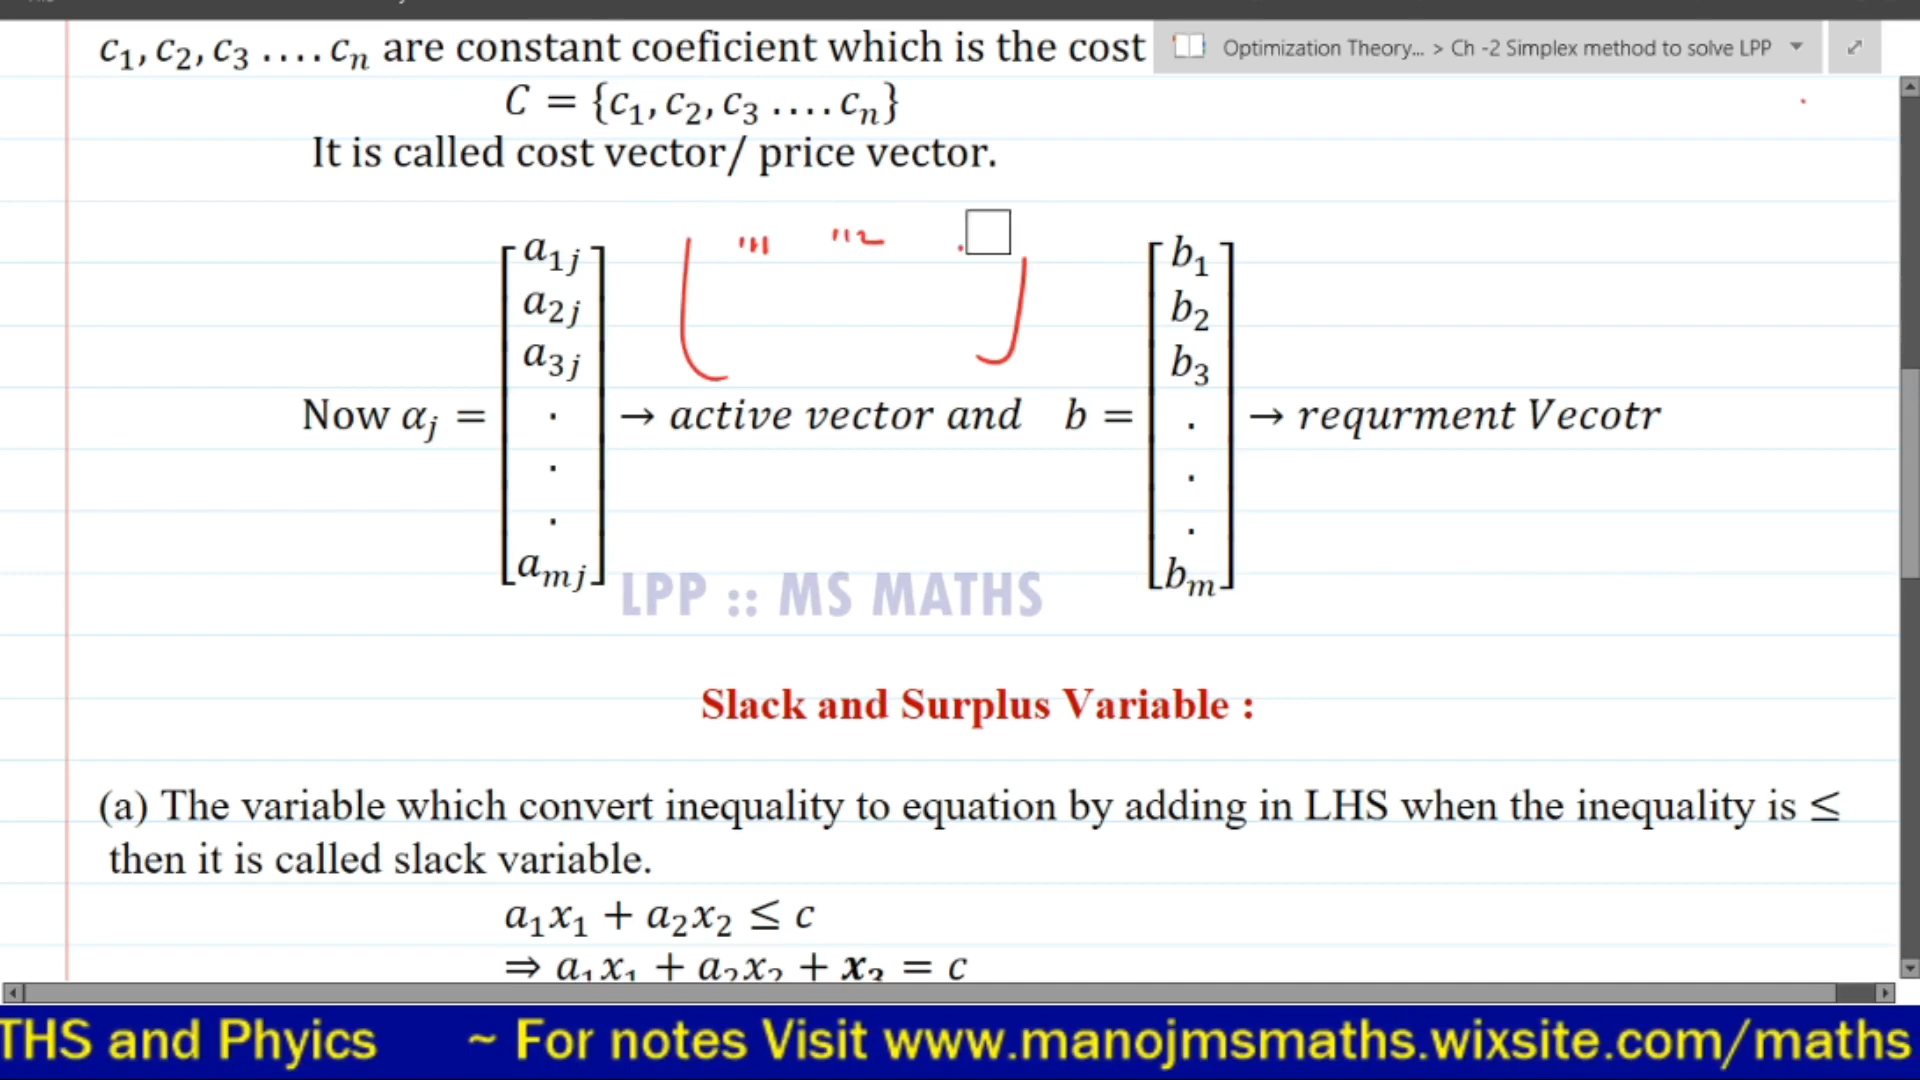 c₁, c₂, c₃ .... cₙ are constant coeficient which is the cost
Optimization Theory... > Ch -2 Simplex method to solve LPP
C = {c₁, c₂, c₃ .... cₙ}
It is called cost vector/ price vector.
Now αⱼ = [a₁ⱼ a₂ⱼ a₃ⱼ . . . aₘⱼ] → active vector and b = [b₁ b₂ b₃ . . . bₘ] → requrment Vecotr
LPP :: MS MATHS
Slack and Surplus Variable :
(a) The variable which convert inequality to equation by adding in LHS when the inequality is ≤
then it is called slack variable.
a₁x₁ + a₂x₂ ≤ c
⇒ a₁x₁ + a₂x₂ + x₃ = c
THS and Phyics ~ For notes Visit www.manojmsmaths.wixsite.com/maths